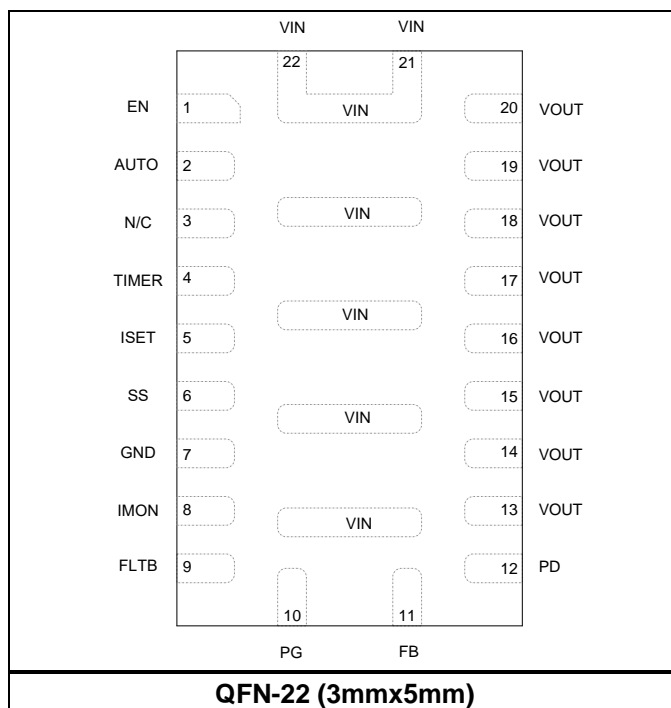 VIN VIN
22 21
EN 1 VIN 20 VOUT
AUTO 2 19 VOUT
N/C 3 VIN 18 VOUT
TIMER 4 17 VOUT
VIN
ISET 5 16 VOUT
SS 6 15 VOUT
VIN
GND 7 14 VOUT
IMON 8 13 VOUT
VIN
FLTB 9 12 PD
10 11
PG FB
QFN-22 (3mmx5mm)